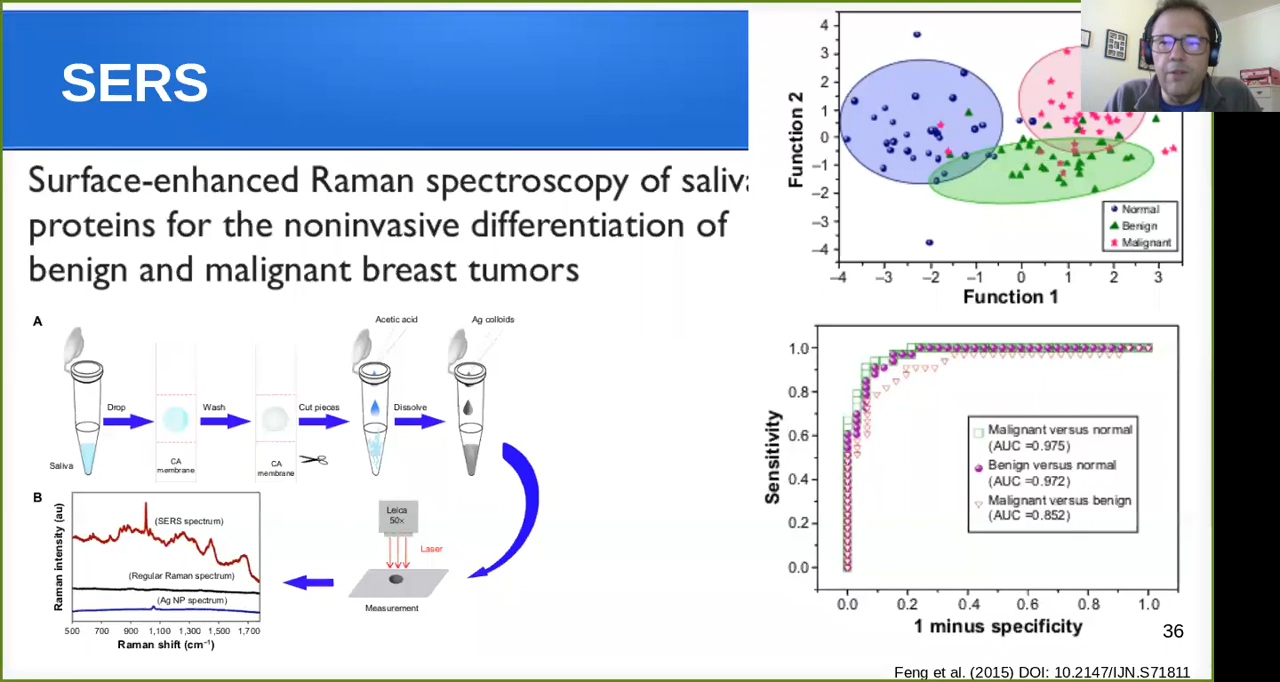 SERS
Surface-enhanced Raman spectroscopy of saliva
proteins for the noninvasive differentiation of
benign and malignant breast tumors
A
Acetic acid
Ag colloids
Drop
Wash
Cut pieces
Dissolve
Saliva
CA
membrane
CA
membrane
B
Raman intensity (au)
(SERS spectrum)
(Regular Raman spectrum)
(Ag NP spectrum)
500 700 900 1,100 1,300 1,500 1,700
Raman shift (cm⁻¹)
Leica
50×
Laser
Measurement
Function 2
4
3
2
1
0
–1
–2
–3
–4
Normal
Benign
Malignant
–4 –3 –2 –1 0 1 2 3
Function 1
Sensitivity
1.0
0.8
0.6
0.4
0.2
0.0
Malignant versus normal
(AUC =0.975)
Benign versus normal
(AUC =0.972)
Malignant versus benign
(AUC =0.852)
0.0 0.2 0.4 0.6 0.8 1.0
1 minus specificity
36
Feng et al. (2015) DOI: 10.2147/IJN.S71811